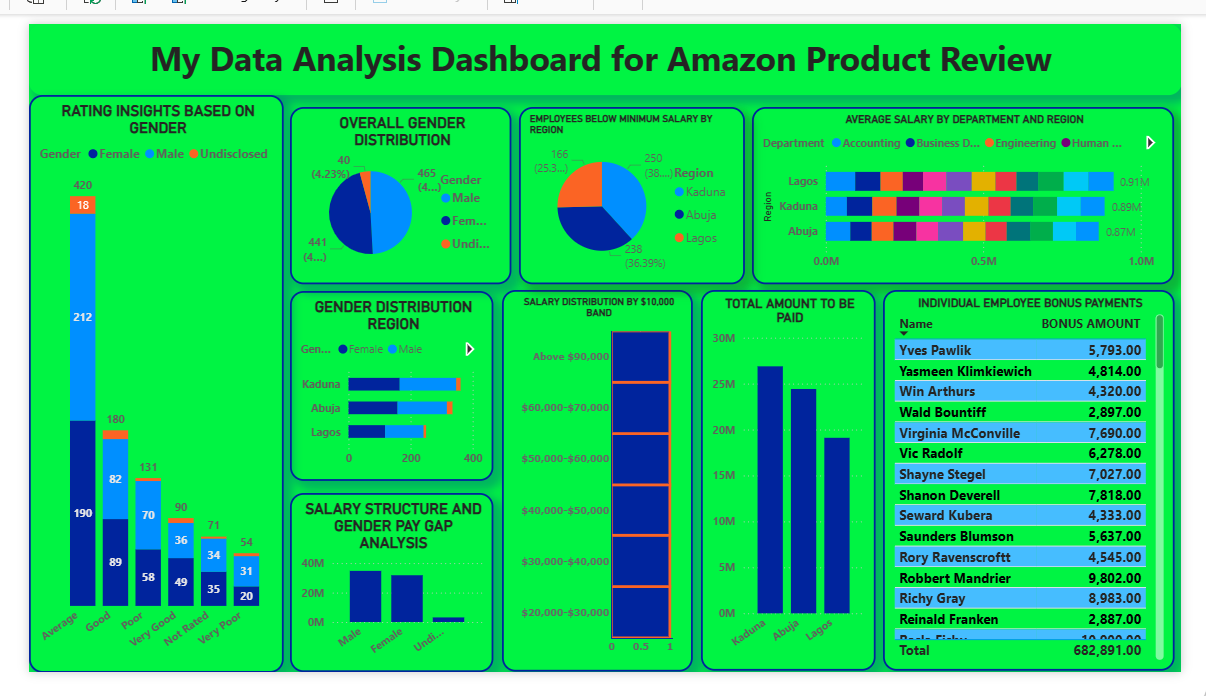 My Data Analysis Dashboard for Amazon Product Review
RATING INSIGHTS BASED ON
GENDER
Gender Female Male Undisclosed
420
18
212
190
180
82
89
131
70
58
90
36
49
71
34
35
54
31
20
Average
Good
Poor
Very Good
Not Rated
Very Poor
OVERALL GENDER
DISTRIBUTION
40
(4.23%)
465
(4...)
441
(4...)
Gender
Male
Fem...
Undi...
EMPLOYEES BELOW MINIMUM SALARY BY
REGION
166
(25.3...)
250
(38....)
238
(36.39%)
Region
Kaduna
Abuja
Lagos
AVERAGE SALARY BY DEPARTMENT AND REGION
Department Accounting Business D... Engineering Human ...
Region
Lagos 0.91M
Kaduna 0.89M
Abuja 0.87M
0.0M 0.5M 1.0M
GENDER DISTRIBUTION
REGION
Gen... Female Male
Kaduna
Abuja
Lagos
0 200 400
SALARY STRUCTURE AND
GENDER PAY GAP
ANALYSIS
40M
20M
0M
Male
Female
Undi...
SALARY DISTRIBUTION BY $10,000
BAND
Above $90,000
$60,000-$70,000
$50,000-$60,000
$40,000-$50,000
$30,000-$40,000
$20,000-$30,000
0 0.5 1
TOTAL AMOUNT TO BE
PAID
30M
25M
20M
15M
10M
5M
0M
Kaduna
Abuja
Lagos
INDIVIDUAL EMPLOYEE BONUS PAYMENTS
Name BONUS AMOUNT
Yves Pawlik 5,793.00
Yasmeen Klimkiewich 4,814.00
Win Arthurs 4,320.00
Wald Bountiff 2,897.00
Virginia McConville 7,690.00
Vic Radolf 6,278.00
Shayne Stegel 7,027.00
Shanon Deverell 7,818.00
Seward Kubera 4,333.00
Saunders Blumson 5,637.00
Rory Ravenscroftt 4,545.00
Robbert Mandrier 9,802.00
Richy Gray 8,983.00
Reinald Franken 2,887.00
Total 682,891.00